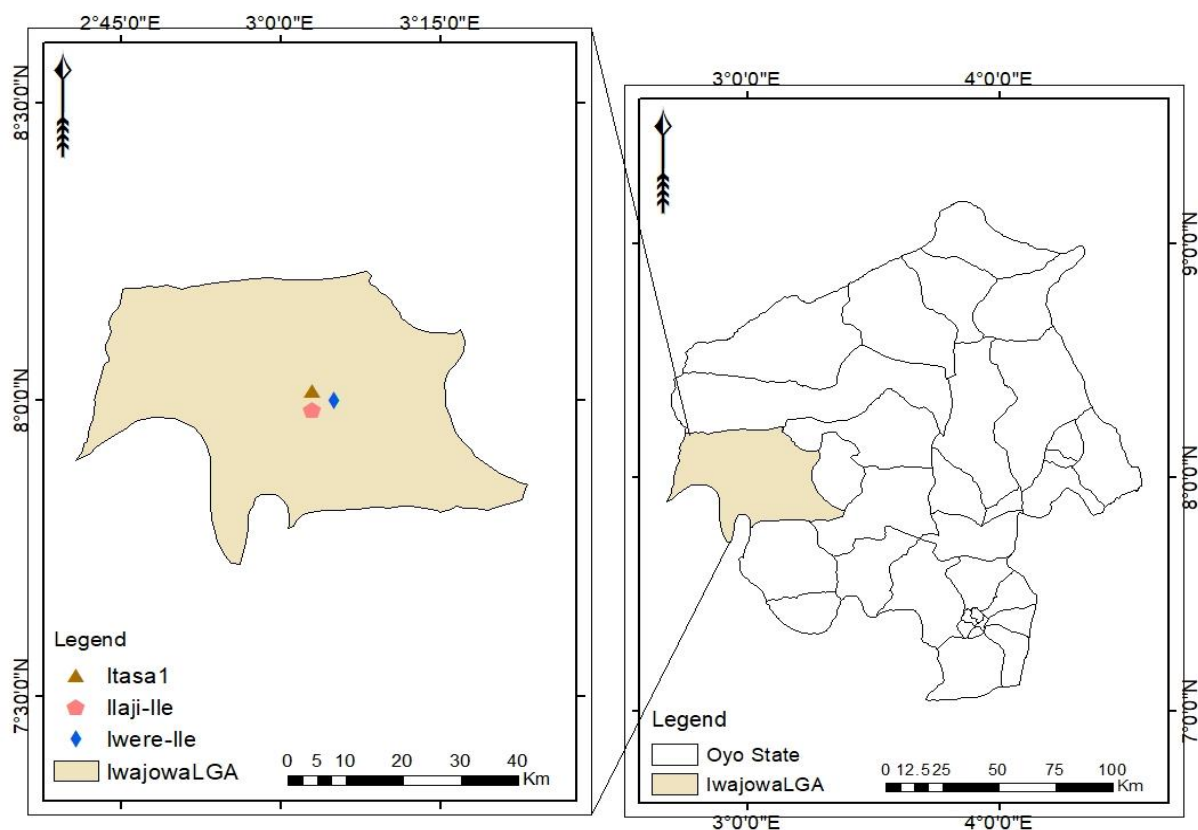 2°45'0"E 3°0'0"E 3°15'0"E
8°30'0"N
8°0'0"N
7°30'0"N
Legend
Itasa1
Ilaji-Ile
Iwere-Ile
IwajowaLGA
0 5 10 20 30 40
Km
3°0'0"E 4°0'0"E
9°0'0"N
8°0'0"N
7°0'0"N
Legend
Oyo State
IwajowaLGA
0 12.525 50 75 100
Km
3°0'0"E 4°0'0"E